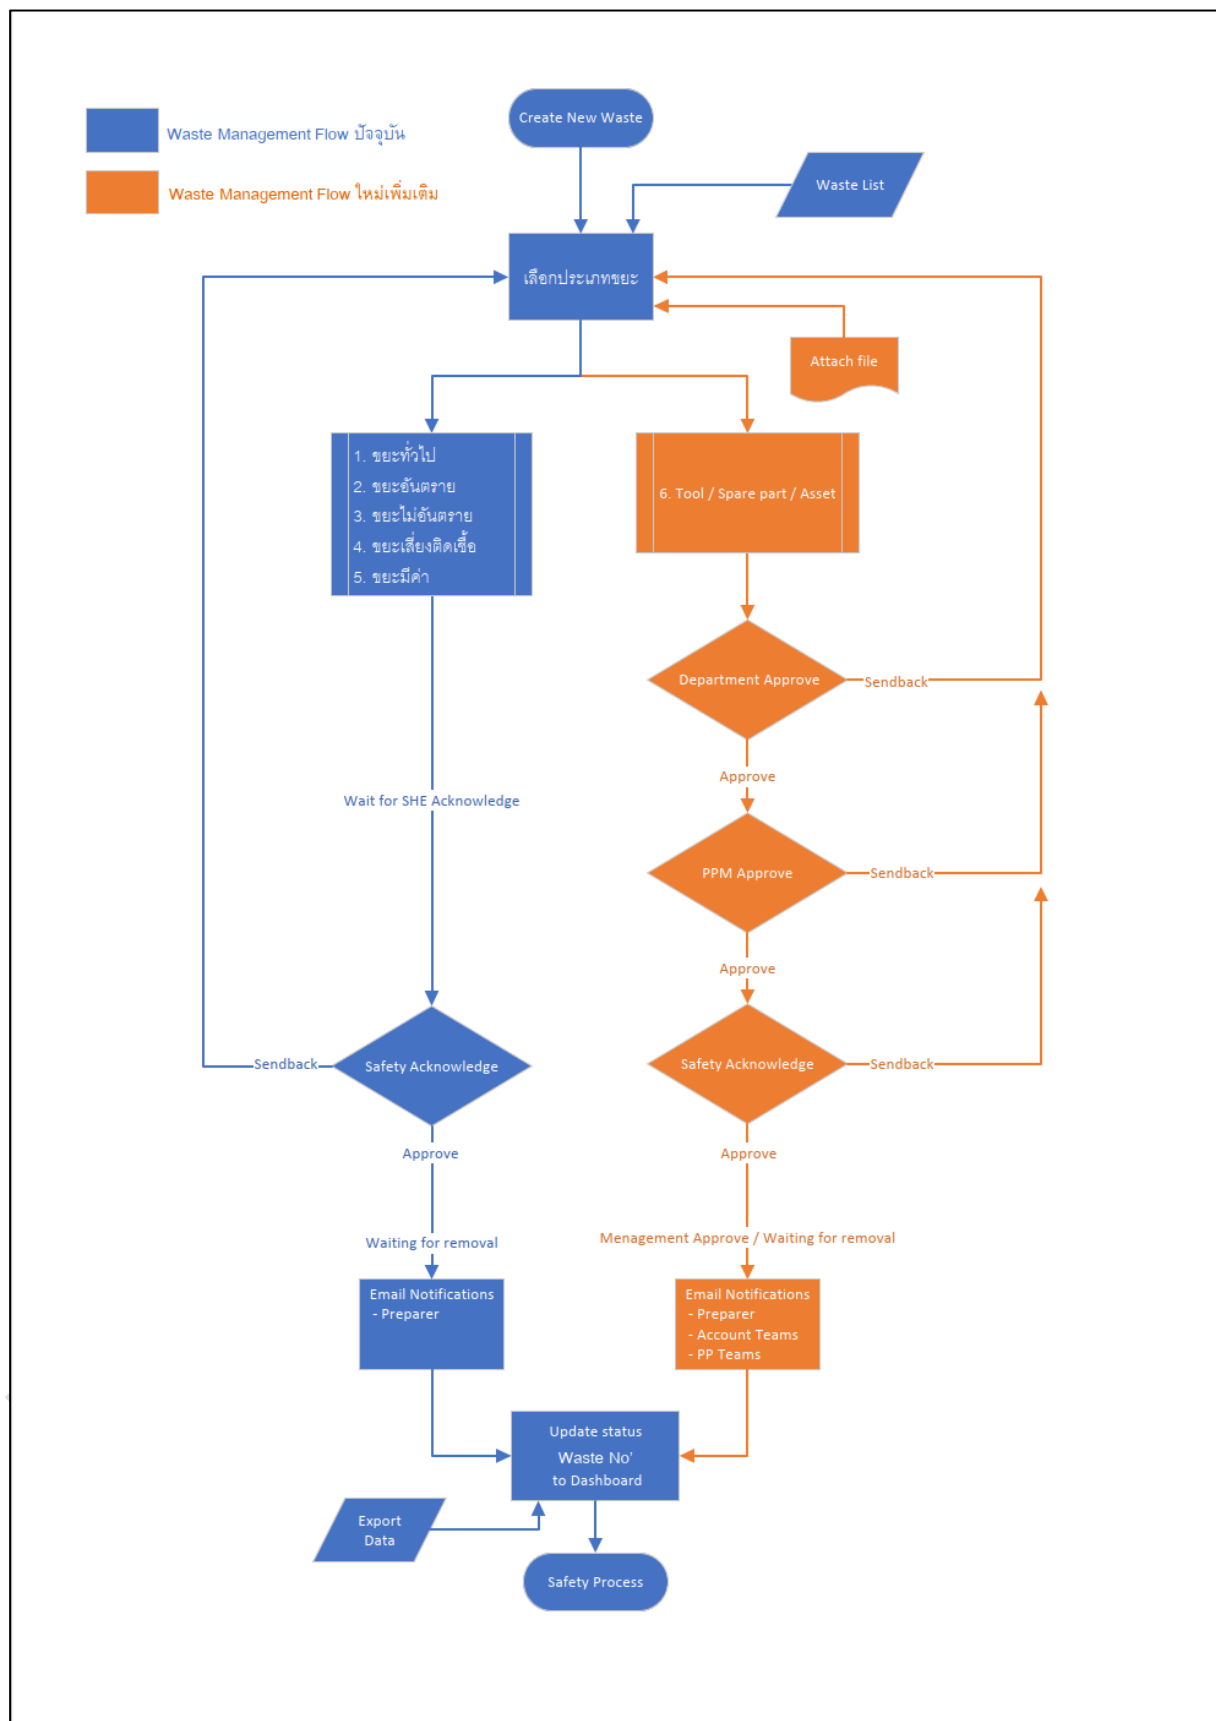 Create New Waste
Waste Management Flow ปัจจุบัน
Waste Management Flow ใหม่เพิ่มเติม
Waste List
เลือกประเภทขยะ
Attach file
1. ขยะทั่วไป
2. ขยะอันตราย
3. ขยะไม่อันตราย
4. ขยะเสี่ยงติดเชื้อ
5. ขยะมีค่า
6. Tool / Spare part / Asset
Department Approve
Sendback
Approve
Wait for SHE Acknowledge
PPM Approve
Sendback
Approve
Sendback
Safety Acknowledge
Safety Acknowledge
Sendback
Approve
Approve
Waiting for removal
Menagement Approve / Waiting for removal
Email Notifications
- Preparer
Email Notifications
- Preparer
- Account Teams
- PP Teams
Update status
Waste No'
to Dashboard
Export
Data
Safety Process